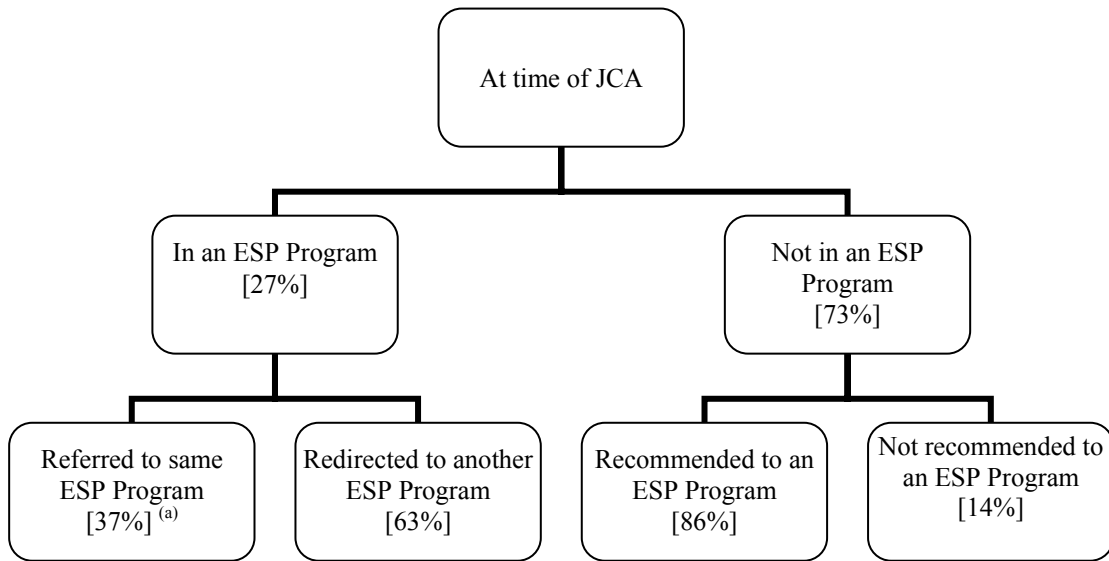 At time of JCA
In an ESP Program
[27%]
Not in an ESP
Program
[73%]
Referred to same
ESP Program
[37%] (a)
Redirected to another
ESP Program
[63%]
Recommended to an
ESP Program
[86%]
Not recommended to
an ESP Program
[14%]